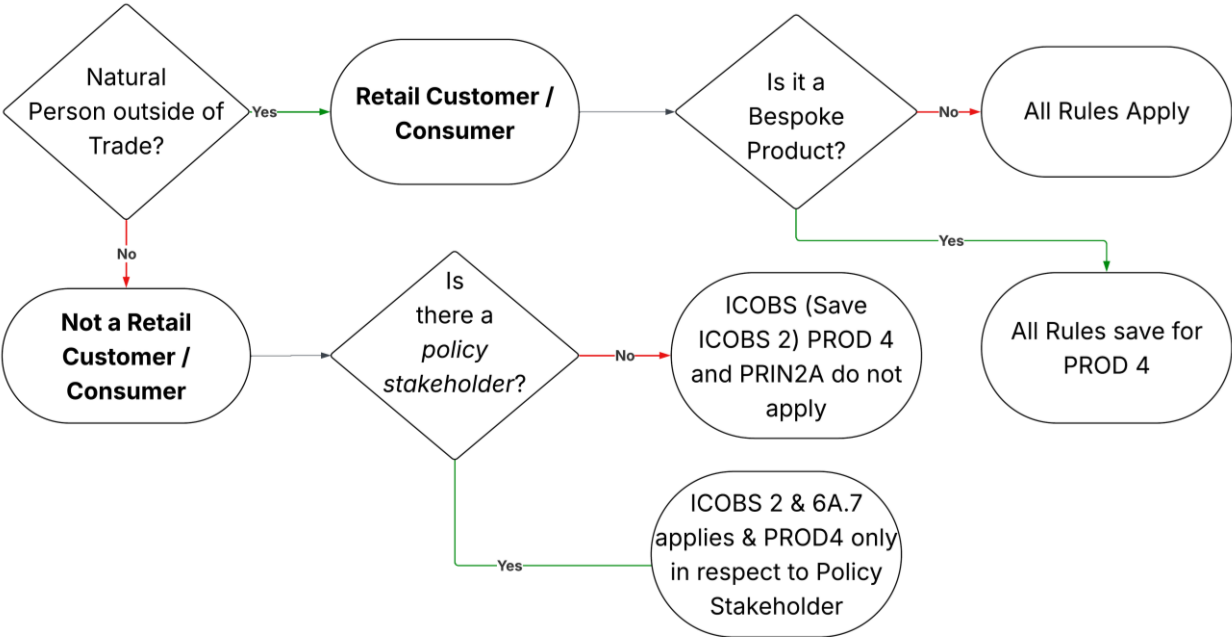 Natural
Person outside of
Trade?
Yes
Retail Customer /
Consumer
Is it a
Bespoke
Product?
No
All Rules Apply
Yes
All Rules save for
PROD 4
No
Not a Retail
Customer /
Consumer
Is
there a
policy
stakeholder?
No
ICOBS (Save
ICOBS 2) PROD 4
and PRIN2A do not
apply
Yes
ICOBS 2 & 6A.7
applies & PROD4 only
in respect to Policy
Stakeholder